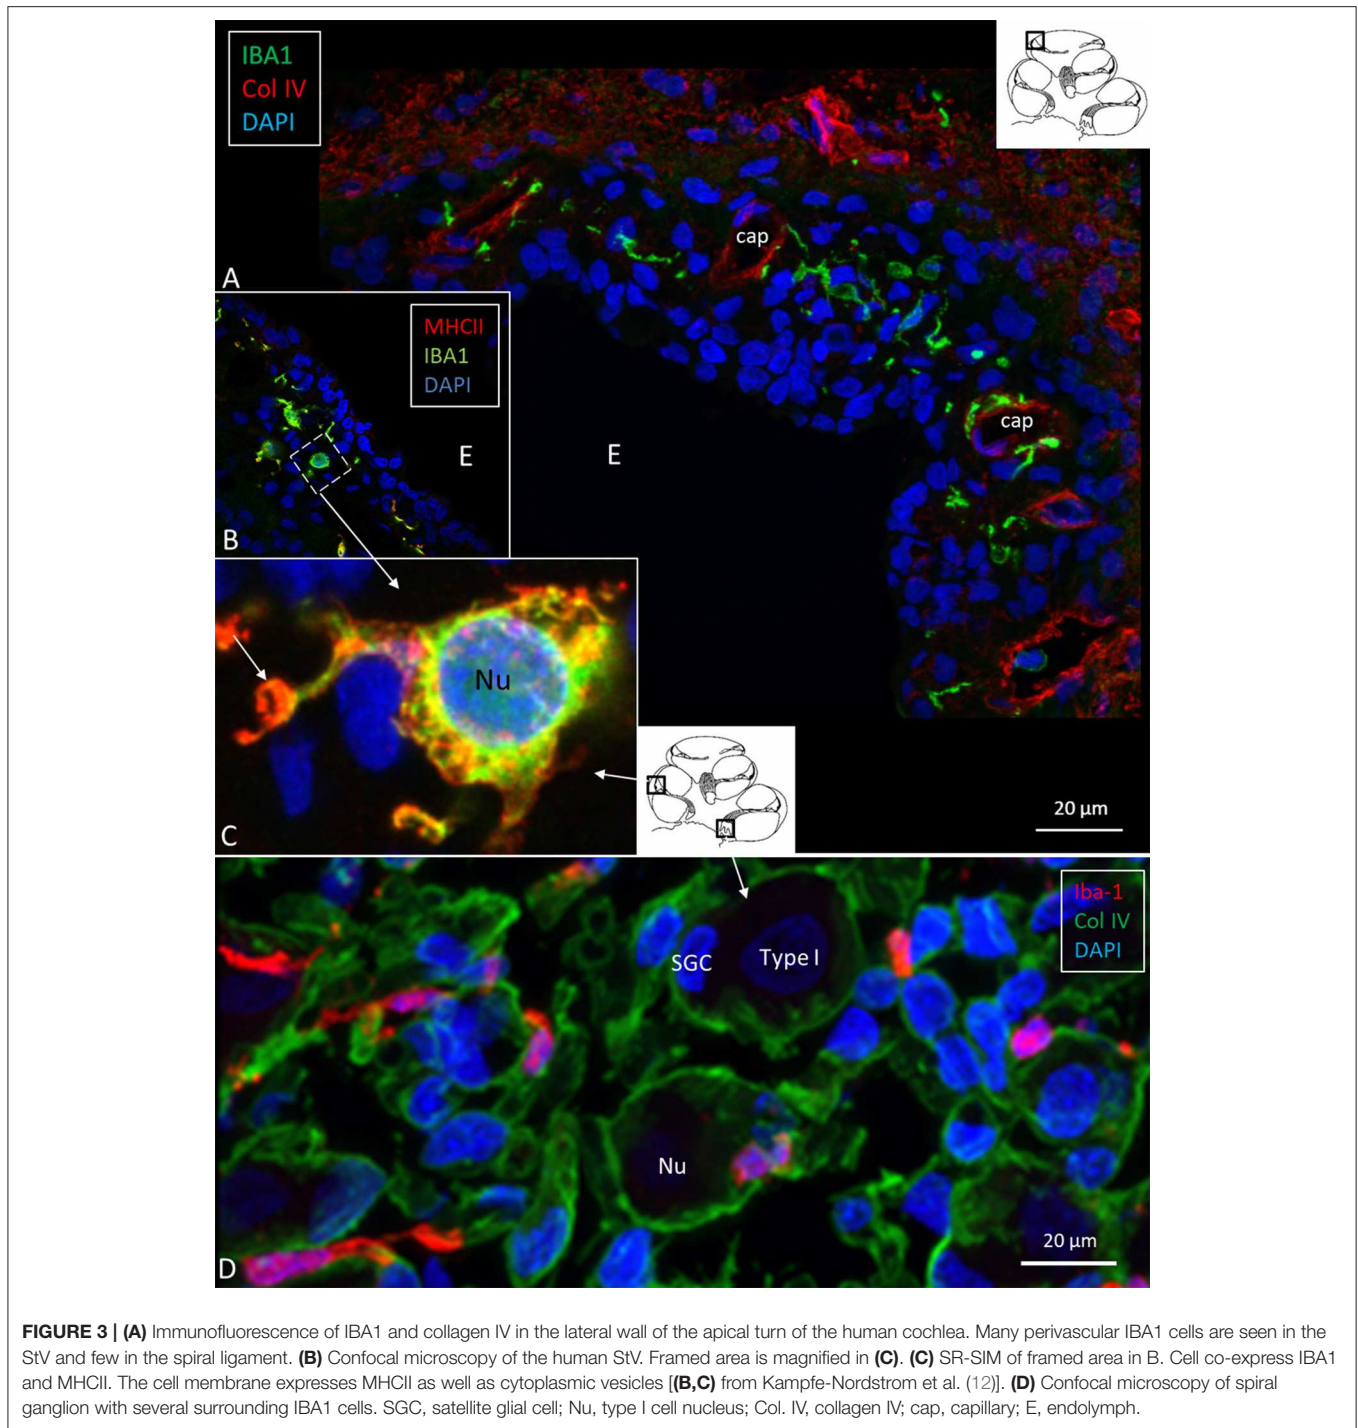 IBA1
Col IV
DAPI
cap
A
MHCII
IBA1
DAPI
cap
E
E
B
Nu
C
20 µm
Iba-1
Col IV
DAPI
SGC
Type I
Nu
20 µm
D
FIGURE 3 | (A) Immunofluorescence of IBA1 and collagen IV in the lateral wall of the apical turn of the human cochlea. Many perivascular IBA1 cells are seen in the
StV and few in the spiral ligament. (B) Confocal microscopy of the human StV. Framed area is magnified in (C). (C) SR-SIM of framed area in B. Cell co-express IBA1
and MHCII. The cell membrane expresses MHCII as well as cytoplasmic vesicles [(B,C) from Kampfe-Nordstrom et al. (12)]. (D) Confocal microscopy of spiral
ganglion with several surrounding IBA1 cells. SGC, satellite glial cell; Nu, type I cell nucleus; Col. IV, collagen IV; cap, capillary; E, endolymph.